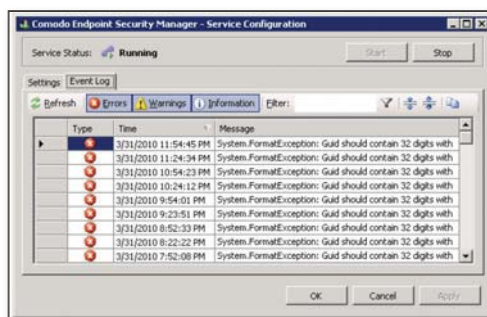 Comodo Endpoint Security Manager - Service Configuration
Service Status: Running Start Stop
Settings Event Log
Refresh Errors Warnings Information Filter:
Type Time Message
3/31/2010 11:54:45 PM System.FormatException: Guid should contain 32 digits with
3/31/2010 11:24:34 PM System.FormatException: Guid should contain 32 digits with
3/31/2010 10:54:23 PM System.FormatException: Guid should contain 32 digits with
3/31/2010 10:24:12 PM System.FormatException: Guid should contain 32 digits with
3/31/2010 9:54:01 PM System.FormatException: Guid should contain 32 digits with
3/31/2010 9:23:51 PM System.FormatException: Guid should contain 32 digits with
3/31/2010 8:52:33 PM System.FormatException: Guid should contain 32 digits with
3/31/2010 8:22:22 PM System.FormatException: Guid should contain 32 digits with
3/31/2010 7:52:08 PM System.FormatException: Guid should contain 32 digits with
OK Cancel Apply